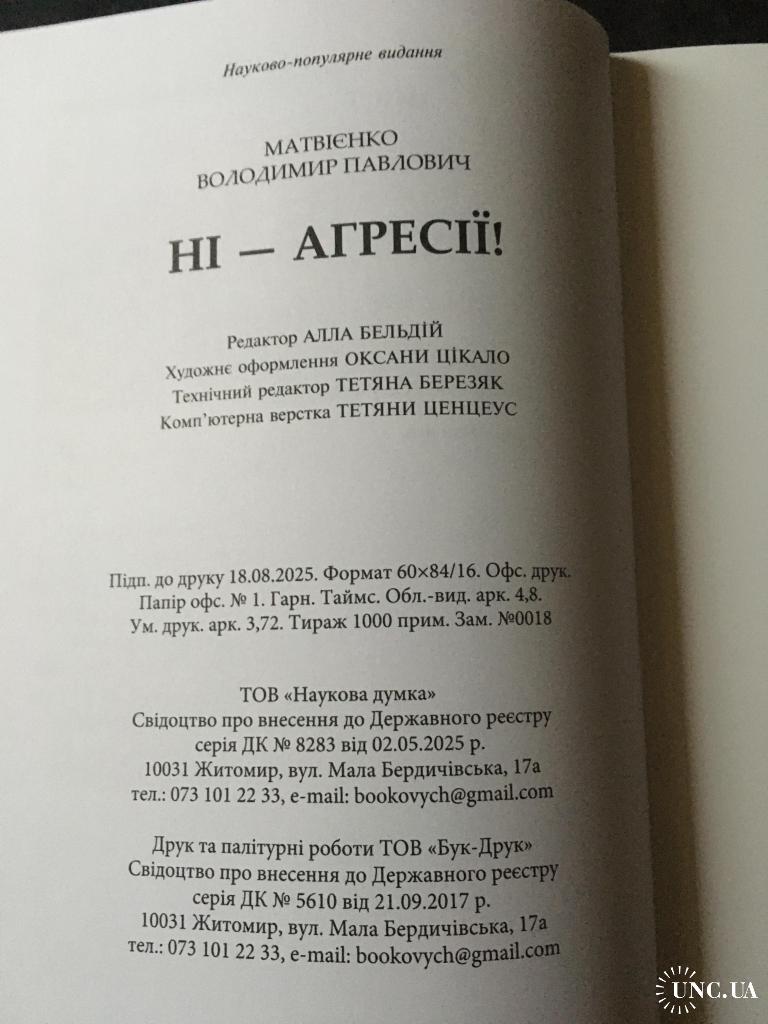 Науково-популярне видання
МАТВІЄНКО
ВОЛОДИМИР ПАВЛОВИЧ
НІ — АГРЕСІЇ!
Редактор АЛЛА БЕЛЬДІЙ
Художнє оформлення ОКСАНИ ЦІКАЛО
Технічний редактор ТЕТЯНА БЕРЕЗЯК
Комп’ютерна верстка ТЕТЯНИ ЦЕНЦЕУС
Підп. до друку 18.08.2025. Формат 60×84/16. Офс. друк.
Папір офс. № 1. Гарн. Таймс. Обл.-вид. арк. 4,8.
Ум. друк. арк. 3,72. Тираж 1000 прим. Зам. №0018
ТОВ «Наукова думка»
Свідоцтво про внесення до Державного реєстру
серія ДК № 8283 від 02.05.2025 р.
10031 Житомир, вул. Мала Бердичівська, 17а
тел.: 073 101 22 33, e-mail: bookovych@gmail.com
Друк та палітурні роботи ТОВ «Бук-Друк»
Свідоцтво про внесення до Державного реєстру
серія ДК № 5610 від 21.09.2017 р.
10031 Житомир, вул. Мала Бердичівська, 17а
тел.: 073 101 22 33, e-mail: bookovych@gmail.com
UNC.UA